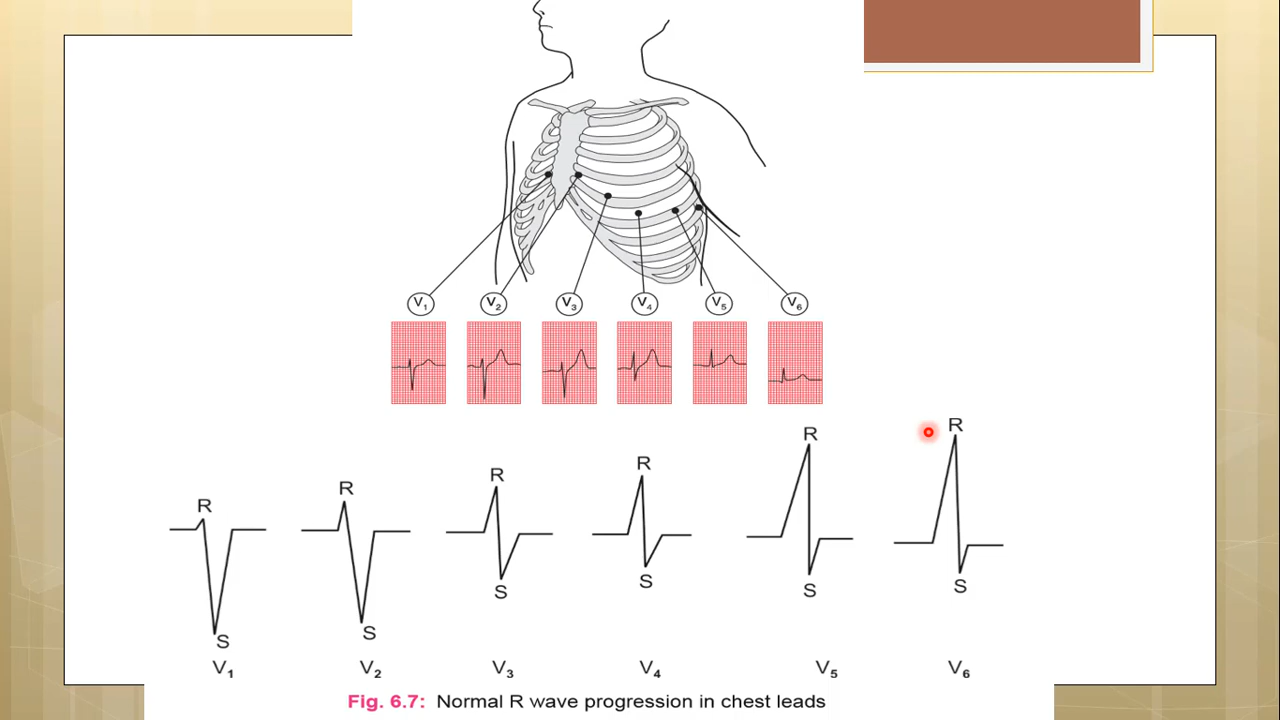 V1 V2 V3 V4 V5 V6
R R R R R R
S S S S S S
V1 V2 V3 V4 V5 V6
Fig. 6.7: Normal R wave progression in chest leads